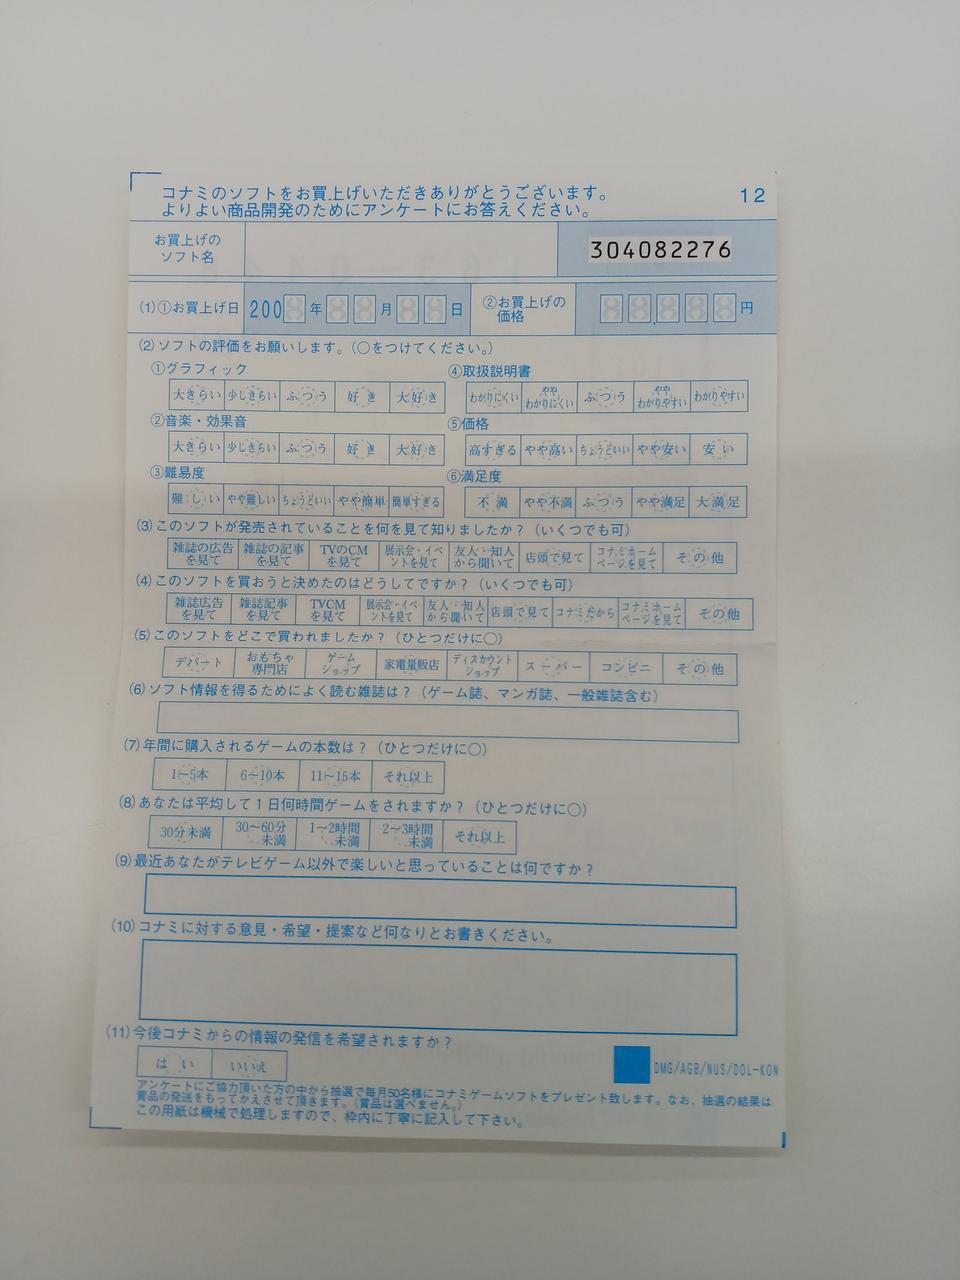 コナミのソフトをお買上げいただきありがとうございます。
よりよい商品開発のためにアンケートにお答えください。
12
お買上げの
ソフト名
304082276
(1)①お買上げ日
200 年 月 日
②お買上げの
価格
円
(2)ソフトの評価をお願いします。(○をつけてください。)
①グラフィック
大きらい 少しきらい ふつう 好き 大好き
②音楽・効果音
大きらい 少しきらい ふつう 好き 大好き
③難易度
難しい やや難しい ちょうどいい やや簡単 簡単すぎる
④取扱説明書
わかりにくい ややわかりにくい ふつう ややわかりやすい わかりやすい
⑤価格
高すぎる やや高い ちょうどいい やや安い 安い
⑥満足度
不満 やや不満 ふつう やや満足 大満足
(3)このソフトが発売されていることを何を見て知りましたか?(いくつでも可)
雑誌の広告を見て 雑誌の記事を見て TVのCMを見て 展示会・イベントを見て 友人・知人から聞いて 店頭で見て コナミホームページを見て その他
(4)このソフトを買おうと決めたのはどうしてですか?(いくつでも可)
雑誌広告を見て 雑誌記事を見て TVCMを見て 展示会・イベントを見て 友人・知人から聞いて 店頭で見て コナミだから コナミホームページを見て その他
(5)このソフトをどこで買われましたか?(ひとつだけに○)
デパート おもちゃ専門店 ゲームショップ 家電量販店 ディスカウントショップ スーパー コンビニ その他
(6)ソフト情報を得るためによく読む雑誌は?(ゲーム誌、マンガ誌、一般雑誌含む)
(7)年間に購入されるゲームの本数は?(ひとつだけに○)
1〜5本 6〜10本 11〜15本 それ以上
(8)あなたは平均して1日何時間ゲームをされますか?(ひとつだけに○)
30分未満 30〜60分未満 1〜2時間未満 2〜3時間未満 それ以上
(9)最近あなたがテレビゲーム以外で楽しいと思っていることは何ですか?
(10)コナミに対する意見・希望・提案など何なりとお書きください。
(11)今後コナミからの情報の発信を希望されますか?
はい いいえ
DMG/AGB/NUS/DOL-KON
アンケートにご協力頂いた方の中から抽選で毎月50名様にコナミゲームソフトをプレゼント致します。なお、抽選の結果は
賞品の発送をもってかえさせて頂きます。(賞品は選べません。)
この用紙は機械で処理しますので、枠内に丁寧に記入して下さい。